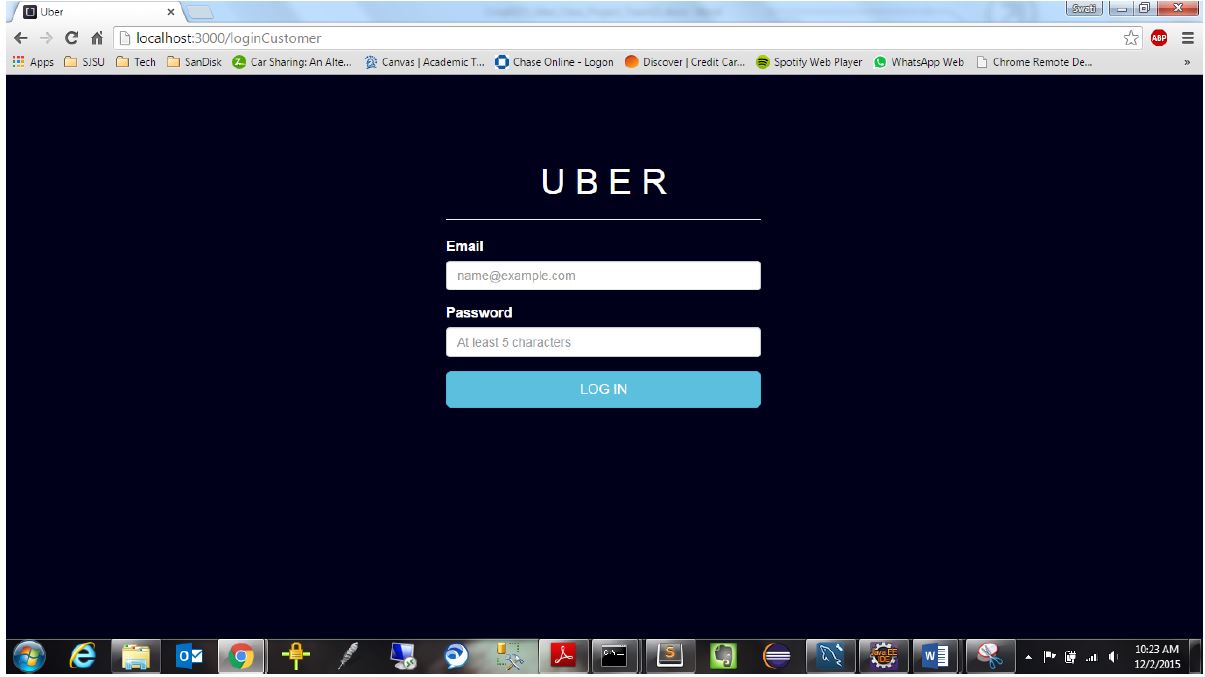 Uber
Swati
localhost:3000/loginCustomer
ABP
Apps SJSU Tech SanDisk Car Sharing: An Alte... Canvas | Academic T... Chase Online - Logon Discover | Credit Car... Spotify Web Player WhatsApp Web Chrome Remote De... »
U B E R
Email
name@example.com
Password
At least 5 characters
LOG IN
10:23 AM
12/2/2015